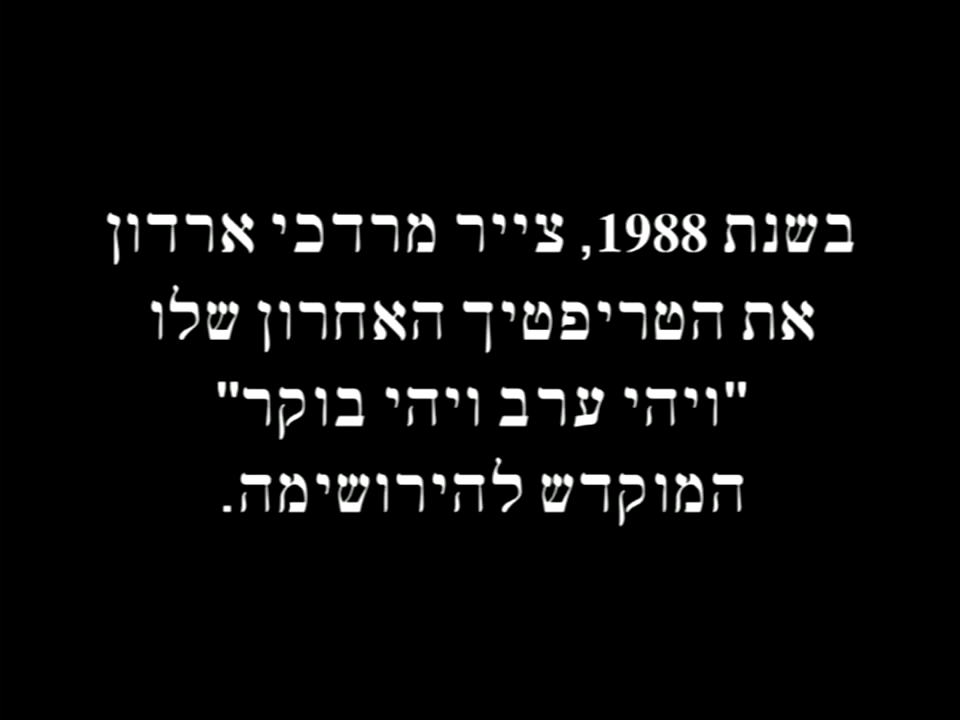 בשנת 1988, צייר מרדכי ארדון
את הטריפטיך האחרון שלו
"ויהי ערב ויהי בוקר"
המוקדש להירושימה.